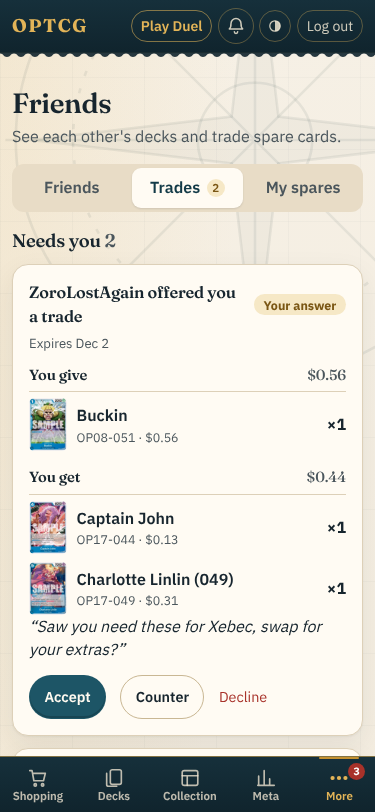 OPTCG
Play Duel
Log out
Friends
See each other's decks and trade spare cards.
Friends
Trades 2
My spares
Needs you 2
ZoroLostAgain offered you
a trade
Your answer
Expires Dec 2
You give
$0.56
Buckin
OP08-051 · $0.56
×1
SAMPLE
You get
$0.44
Captain John
OP17-044 · $0.13
×1
SAMPLE
Charlotte Linlin (049)
OP17-049 · $0.31
×1
SAMPLE
“Saw you need these for Xebec, swap for
your extras?”
Accept
Counter
Decline
Shopping
Decks
Collection
Meta
More
3